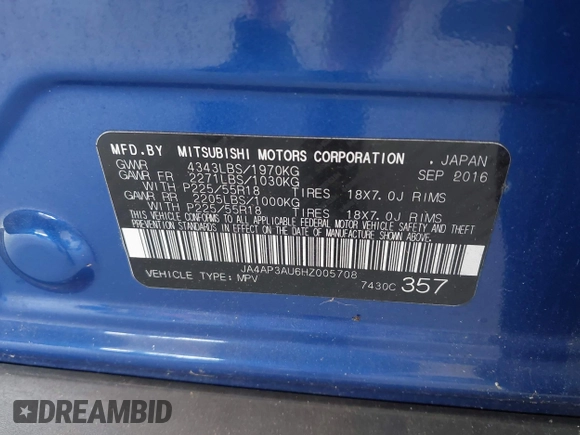 MFD.BY MITSUBISHI MOTORS CORPORATION . JAPAN
GVWR 4343LBS/1970KG SEP 2016
GAWR FR 2271LBS/1030KG
WITH P225/55R18 TIRES 18X7.0J RIMS
GAWR RR 2205LBS/1000KG
WITH P225/55R18 TIRES 18X7.0J RIMS
THIS VEHICLE CONFORMS TO ALL APPLICABLE
FEDERAL MOTOR VEHICLE SAFETY AND THEFT
PREVENTION STANDARDS IN EFFECT ON THE DATE OF MANUFACTURE SHOWN ABOVE.
JA4AP3AU6HZ005708
VEHICLE TYPE: MPV 7430C 357
DREAMBID